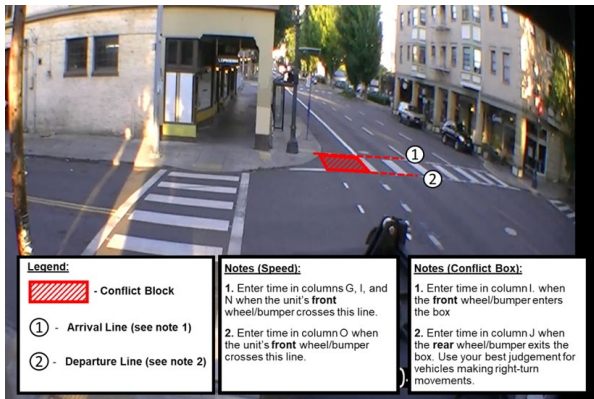 1
2
Legend:
- Conflict Block
1 - Arrival Line (see note 1)
2 - Departure Line (see note 2)
Notes (Speed):
1. Enter time in columns G, I, and
N when the unit's front
wheel/bumper crosses this line.
2. Enter time in column O when
the unit's front wheel/bumper
crosses this line.
Notes (Conflict Box):
1. Enter time in column I. when
the front wheel/bumper enters
the box
2. Enter time in column J when
the rear wheel/bumper exits the
box. Use your best judgement for
vehicles making right-turn
movements.